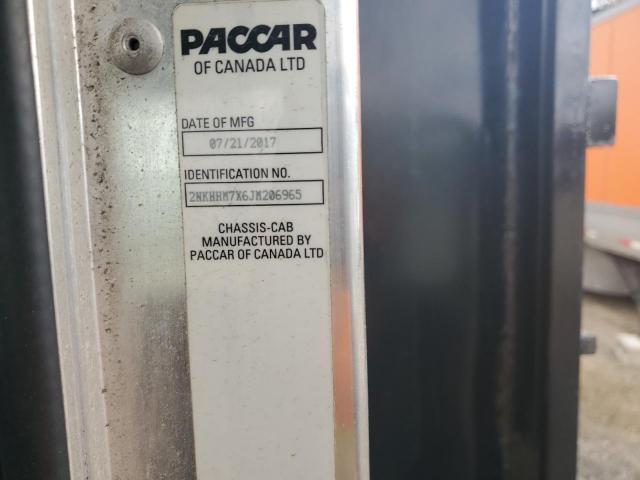 PACCAR
OF CANADA LTD
DATE OF MFG
07/21/2017
IDENTIFICATION NO.
2NKHHM7X6JM206965
CHASSIS-CAB
MANUFACTURED BY
PACCAR OF CANADA LTD